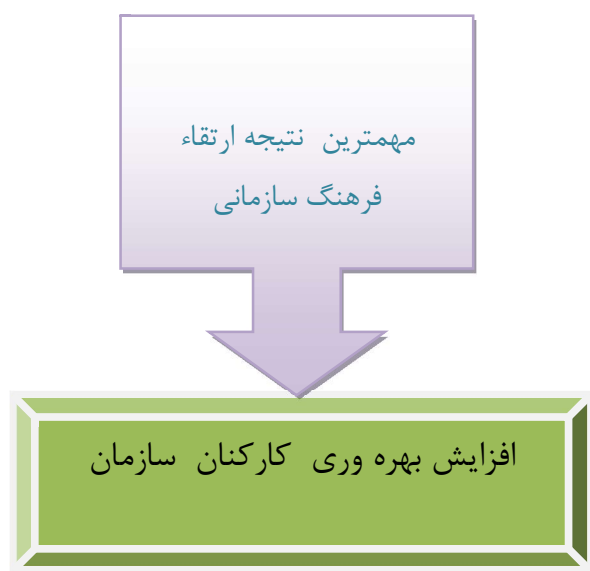 مهمترین نتیجه ارتقاء
فرهنگ سازمانی
افزایش بهره وری کارکنان سازمان